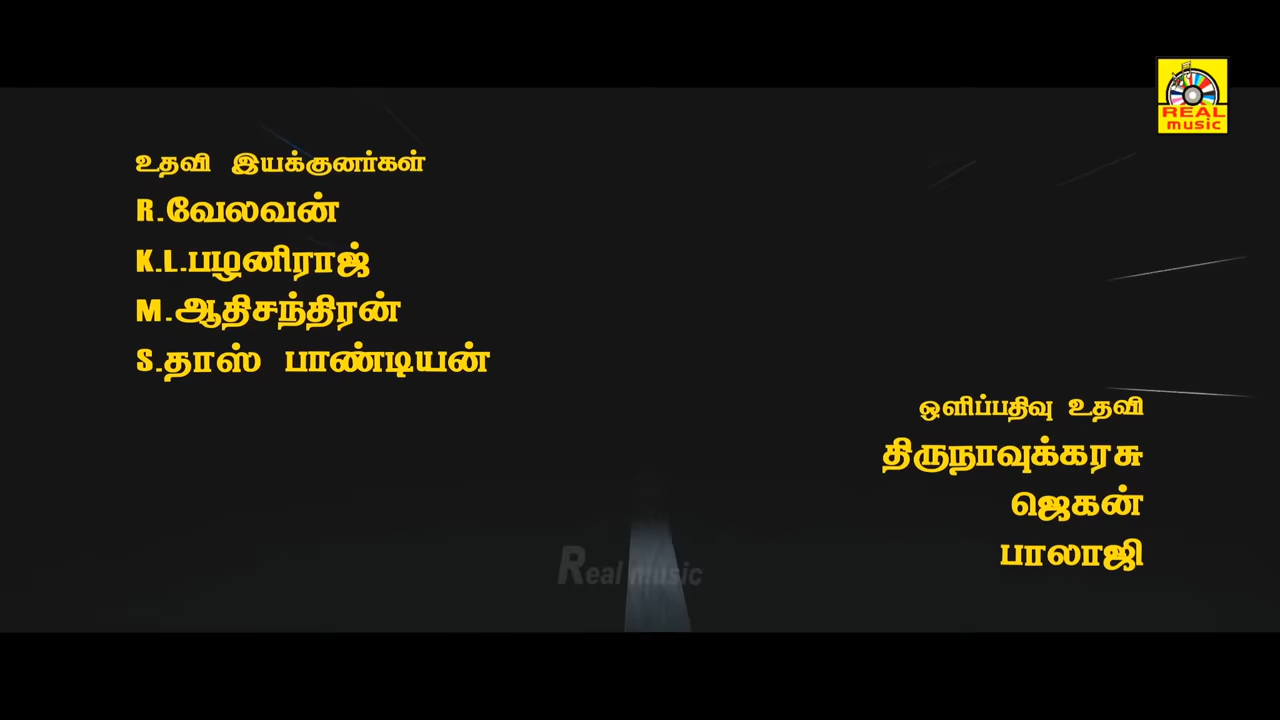 REAL
music
உதவி இயக்குனர்கள்
R.வேலவன்
K.L.பழனிராஜ்
M.ஆதிசந்திரன்
S.தாஸ் பாண்டியன்
ஒளிப்பதிவு உதவி
திருநாவுக்கரசு
ஜெகன்
பாலாஜி
Real music